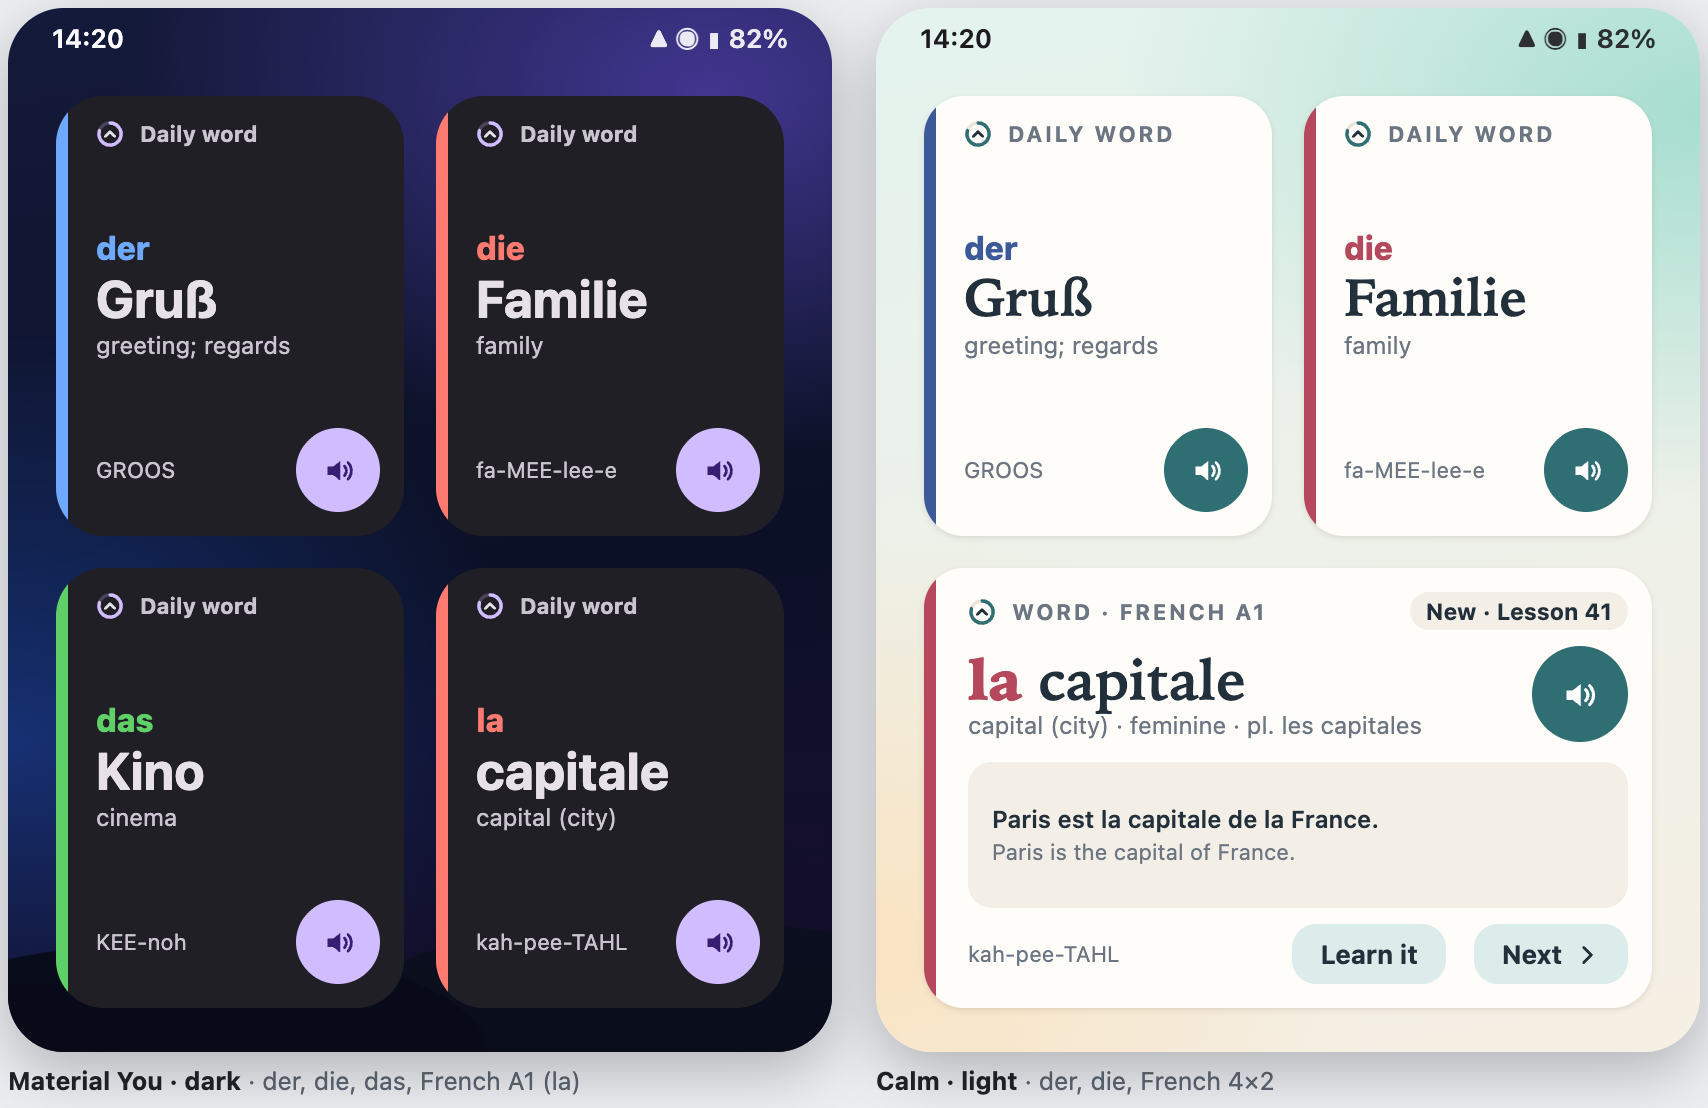 14:20
82%
Daily word
der
Gruß
greeting; regards
GROOS
Daily word
die
Familie
family
fa-MEE-lee-e
Daily word
das
Kino
cinema
KEE-noh
Daily word
la
capitale
capital (city)
kah-pee-TAHL
Material You · dark · der, die, das, French A1 (la)
14:20
82%
DAILY WORD
der
Gruß
greeting; regards
GROOS
DAILY WORD
die
Familie
family
fa-MEE-lee-e
WORD · FRENCH A1
New · Lesson 41
la capitale
capital (city) · feminine · pl. les capitales
Paris est la capitale de la France.
Paris is the capital of France.
kah-pee-TAHL
Learn it
Next
Calm · light · der, die, French 4×2